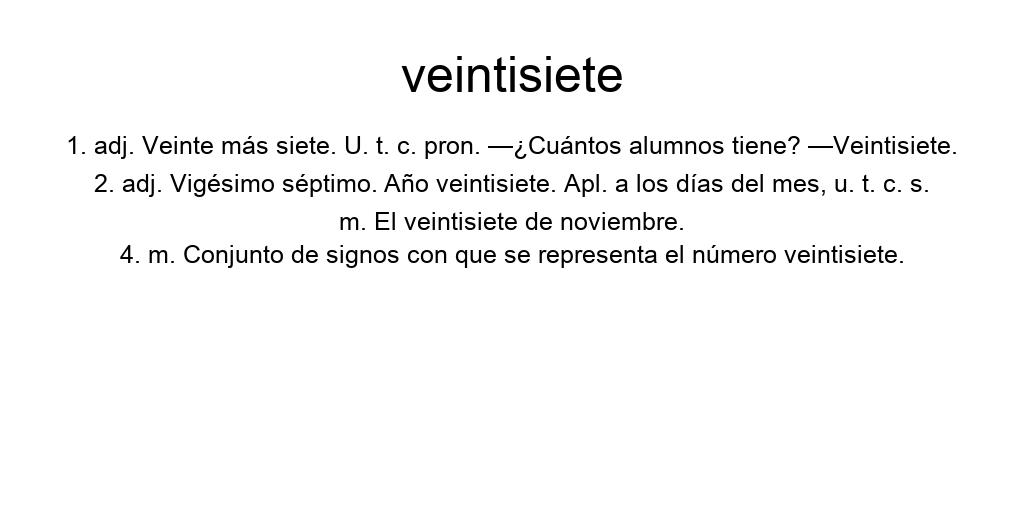 veintisiete
1. adj. Veinte más siete. U. t. c. pron. —¿Cuántos alumnos tiene? —Veintisiete.
2. adj. Vigésimo séptimo. Año veintisiete. Apl. a los días del mes, u. t. c. s.
m. El veintisiete de noviembre.
4. m. Conjunto de signos con que se representa el número veintisiete.